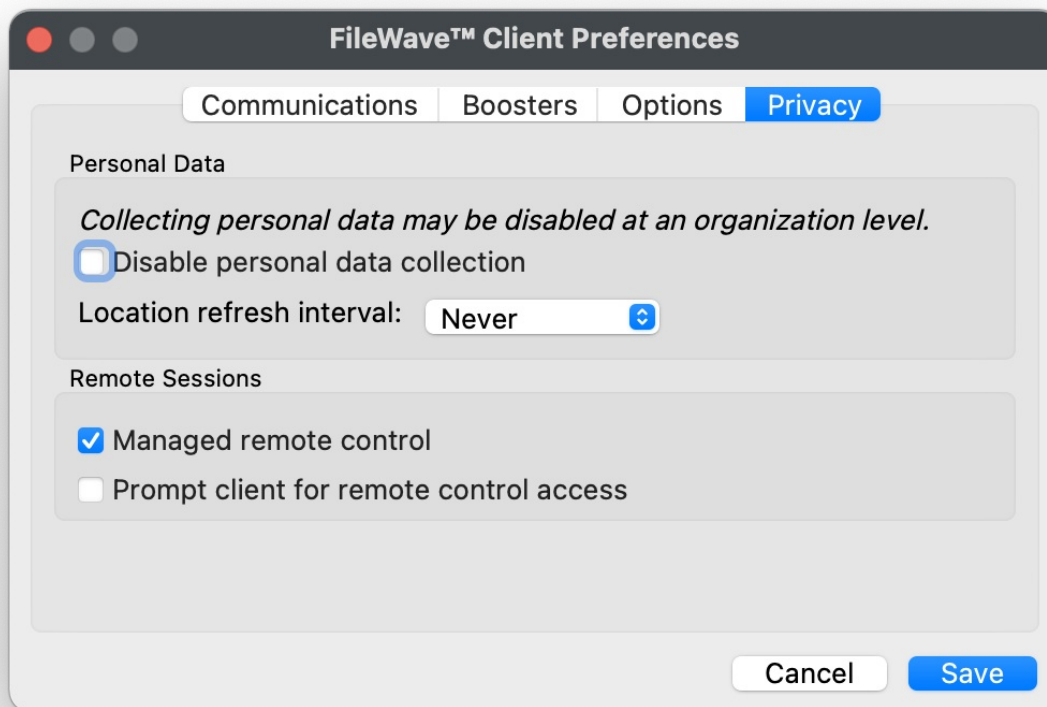 FileWave™ Client Preferences
Communications Boosters Options Privacy
Personal Data
Collecting personal data may be disabled at an organization level.
Disable personal data collection
Location refresh interval: Never
Remote Sessions
Managed remote control
Prompt client for remote control access
Cancel Save